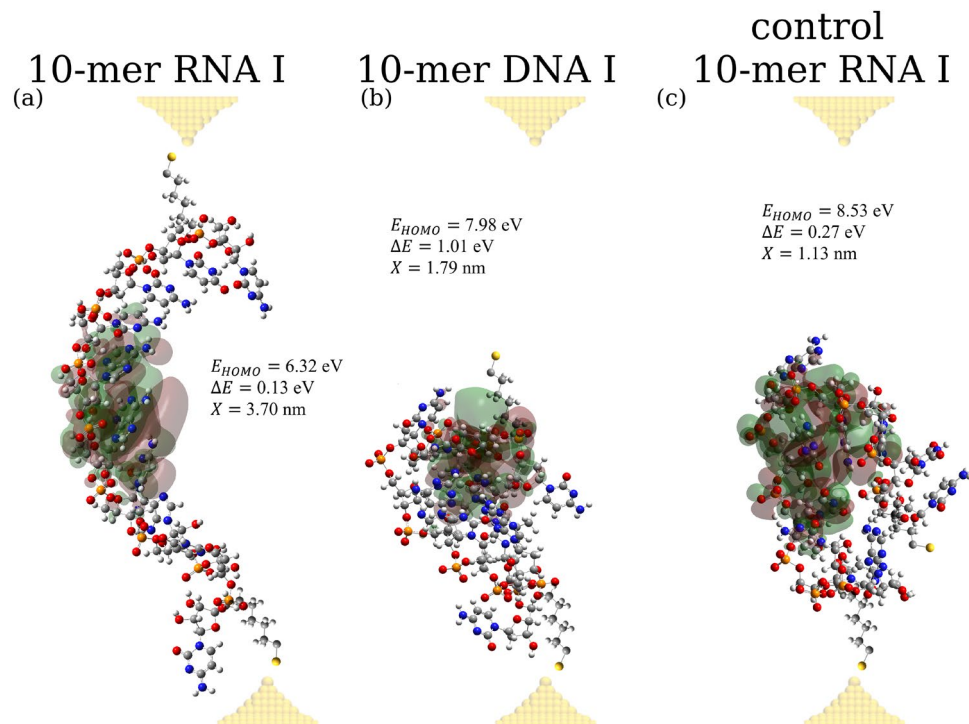 10-mer RNA I
(a)
E_HOMO = 6.32 eV
ΔE = 0.13 eV
X = 3.70 nm
10-mer DNA I
(b)
E_HOMO = 7.98 eV
ΔE = 1.01 eV
X = 1.79 nm
control
10-mer RNA I
(c)
E_HOMO = 8.53 eV
ΔE = 0.27 eV
X = 1.13 nm